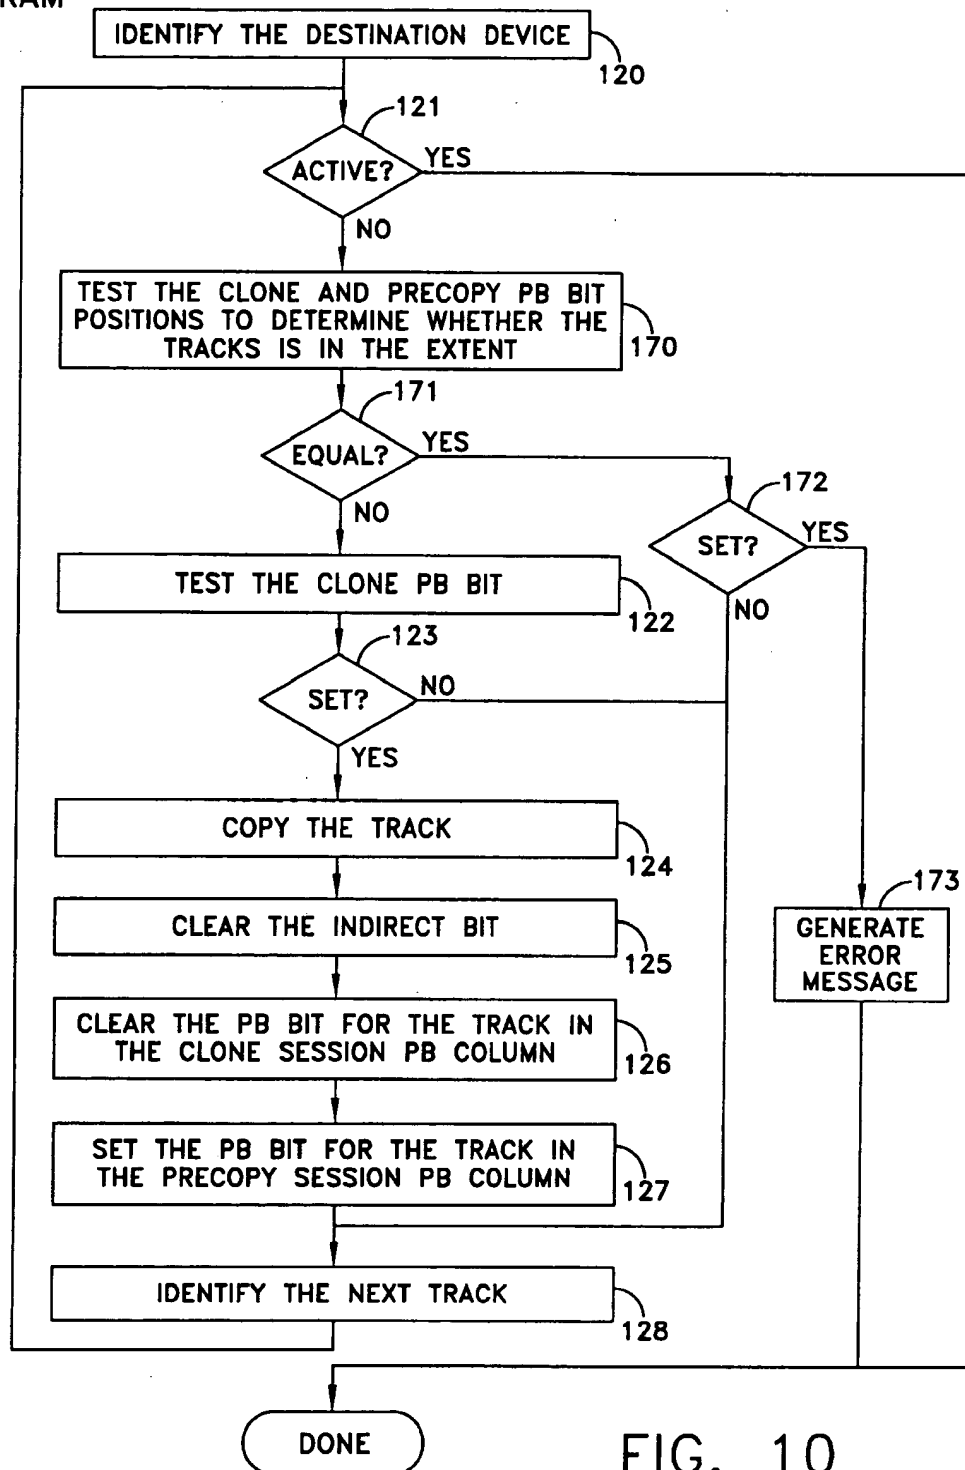 RAM
IDENTIFY THE DESTINATION DEVICE
120
121
ACTIVE?
YES
NO
TEST THE CLONE AND PRECOPY PB BIT
POSITIONS TO DETERMINE WHETHER THE
TRACKS IS IN THE EXTENT
170
171
EQUAL?
YES
NO
172
SET?
YES
NO
TEST THE CLONE PB BIT
122
123
SET?
NO
YES
COPY THE TRACK
124
CLEAR THE INDIRECT BIT
125
173
GENERATE
ERROR
MESSAGE
CLEAR THE PB BIT FOR THE TRACK IN
THE CLONE SESSION PB COLUMN
126
SET THE PB BIT FOR THE TRACK IN
THE PRECOPY SESSION PB COLUMN
127
IDENTIFY THE NEXT TRACK
128
DONE
FIG. 10